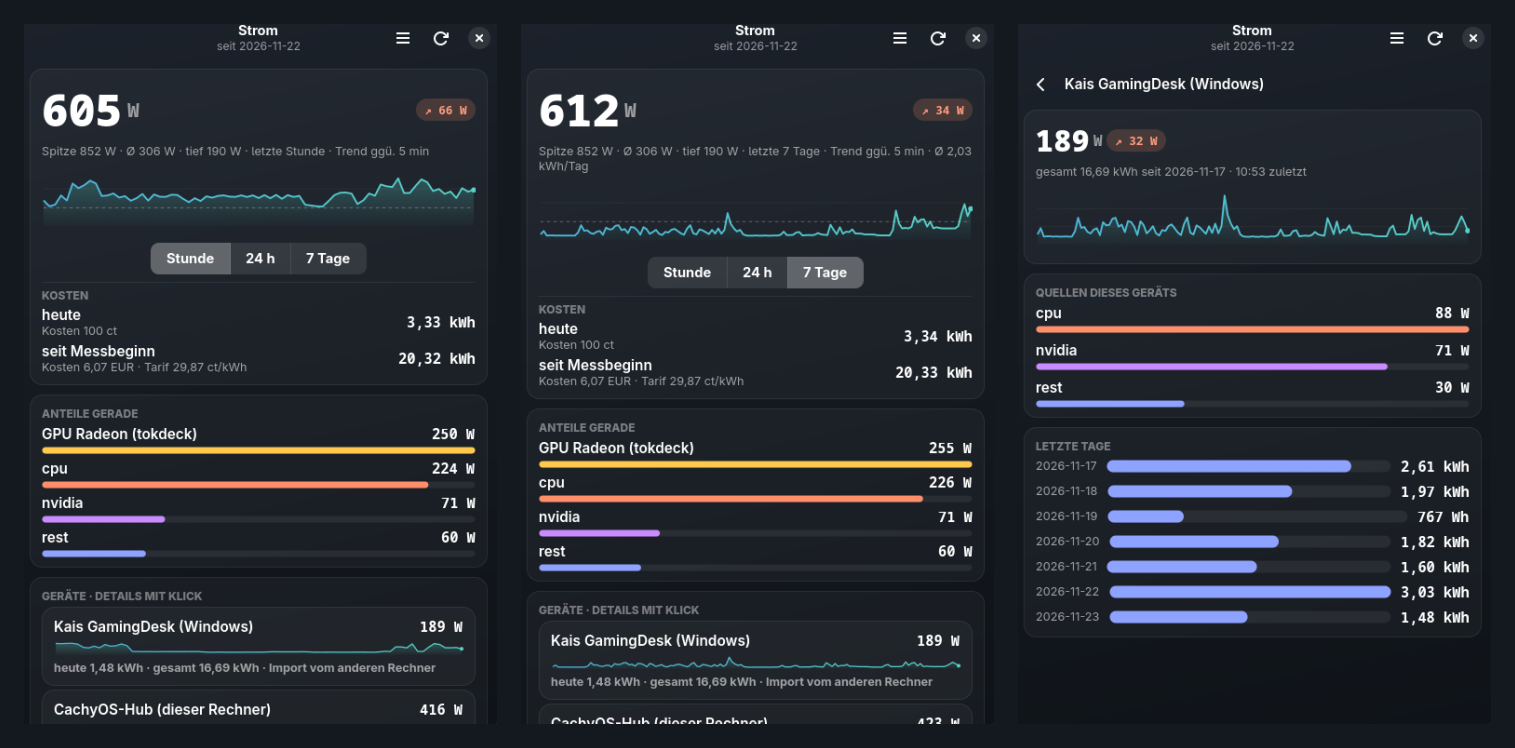 Strom
seit 2026-11-22
605 W
↗ 66 W
Spitze 852 W · Ø 306 W · tief 190 W · letzte Stunde · Trend ggü. 5 min
Stunde 24 h 7 Tage
KOSTEN
heute
Kosten 100 ct
3,33 kWh
seit Messbeginn
Kosten 6,07 EUR · Tarif 29,87 ct/kWh
20,32 kWh
ANTEILE GERADE
GPU Radeon (tokdeck) 250 W
cpu 224 W
nvidia 71 W
rest 60 W
GERÄTE · DETAILS MIT KLICK
Kais GamingDesk (Windows) 189 W
heute 1,48 kWh · gesamt 16,69 kWh · Import vom anderen Rechner
CachyOS-Hub (dieser Rechner) 416 W
Strom
seit 2026-11-22
612 W
↗ 34 W
Spitze 852 W · Ø 306 W · tief 190 W · letzte 7 Tage · Trend ggü. 5 min · Ø 2,03
kWh/Tag
Stunde 24 h 7 Tage
KOSTEN
heute
Kosten 100 ct
3,34 kWh
seit Messbeginn
Kosten 6,07 EUR · Tarif 29,87 ct/kWh
20,33 kWh
ANTEILE GERADE
GPU Radeon (tokdeck) 255 W
cpu 226 W
nvidia 71 W
rest 60 W
GERÄTE · DETAILS MIT KLICK
Kais GamingDesk (Windows) 189 W
heute 1,48 kWh · gesamt 16,69 kWh · Import vom anderen Rechner
CachyOS-Hub (dieser Rechner) 423 W
Strom
seit 2026-11-22
Kais GamingDesk (Windows)
189 W ↗ 32 W
gesamt 16,69 kWh seit 2026-11-17 · 10:53 zuletzt
QUELLEN DIESES GERÄTS
cpu 88 W
nvidia 71 W
rest 30 W
LETZTE TAGE
2026-11-17 2,61 kWh
2026-11-18 1,97 kWh
2026-11-19 767 Wh
2026-11-20 1,82 kWh
2026-11-21 1,60 kWh
2026-11-22 3,03 kWh
2026-11-23 1,48 kWh